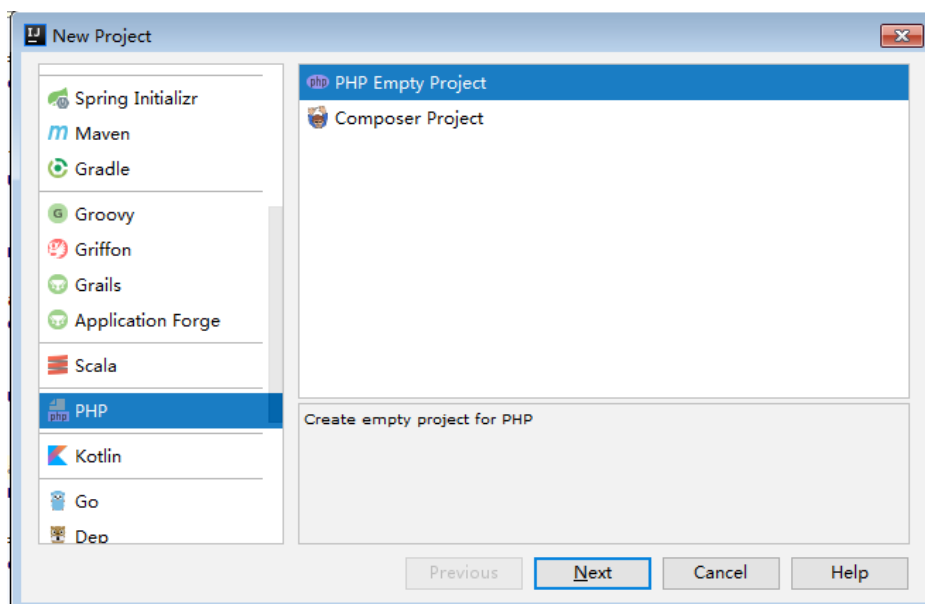 New Project
Spring Initializr
Maven
Gradle
Groovy
Griffon
Grails
Application Forge
Scala
PHP
Kotlin
Go
Dep
PHP Empty Project
Composer Project
Create empty project for PHP
Previous
Next
Cancel
Help